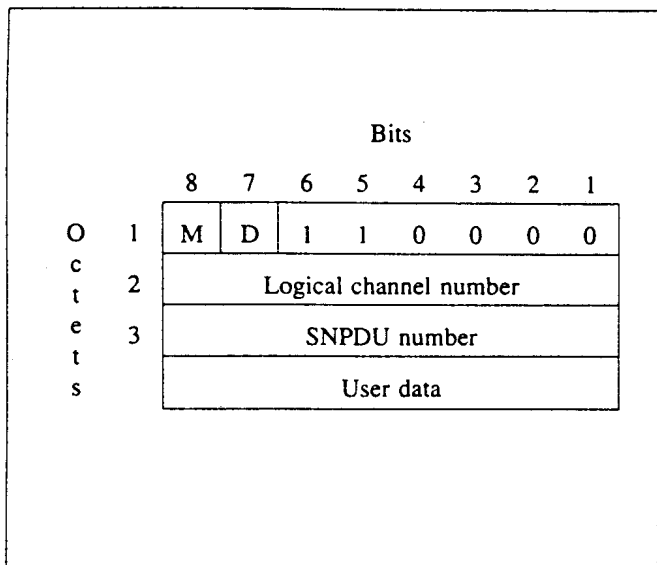 Bits
8 7 6 5 4 3 2 1
Octets
1 M D 1 1 0 0 0 0
2 Logical channel number
3 SNPDU number
User data